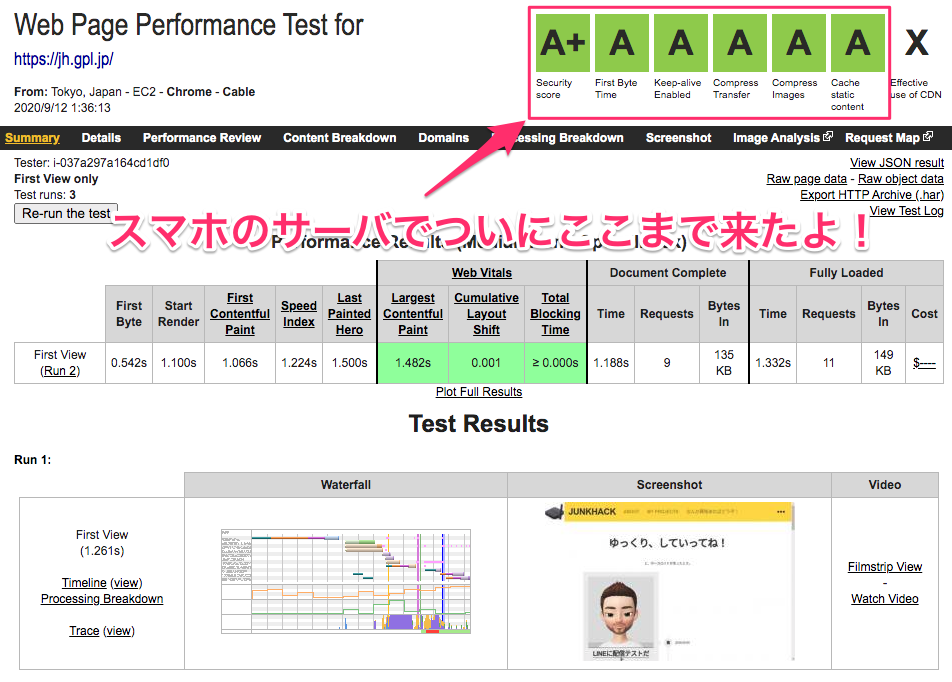 Web Page Performance Test for
https://jh.gpl.jp/
From: Tokyo, Japan - EC2 - Chrome - Cable
2020/9/12 1:36:13
A+ A A A A A X
Security score
First Byte Time
Keep-alive Enabled
Compress Transfer
Compress Images
Cache static content
Effective use of CDN
Summary Details Performance Review Content Breakdown Domains Processing Breakdown Screenshot Image Analysis Request Map
Tester: i-037a297a164cd1df0
First View only
Test runs: 3
Re-run the test
View JSON result
Raw page data - Raw object data
Export HTTP Archive (.har)
View Test Log
スマホのサーバでついにここまで来たよ！
Performance Results
Web Vitals Document Complete Fully Loaded
First Byte
Start Render
First Contentful Paint
Speed Index
Last Painted Hero
Largest Contentful Paint
Cumulative Layout Shift
Total Blocking Time
Time Requests Bytes In
Time Requests Bytes In Cost
First View (Run 2)
0.542s 1.100s 1.066s 1.224s 1.500s 1.482s 0.001 ≥ 0.000s 1.188s 9 135 KB 1.332s 11 149 KB $----
Plot Full Results
Test Results
Run 1:
Waterfall Screenshot Video
First View
(1.261s)
Timeline (view)
Processing Breakdown
Trace (view)
JUNKHACK ABOUT MY PROJECTS
ゆっくり、していってね！
LINEに配信テストだ
Filmstrip View
-
Watch Video